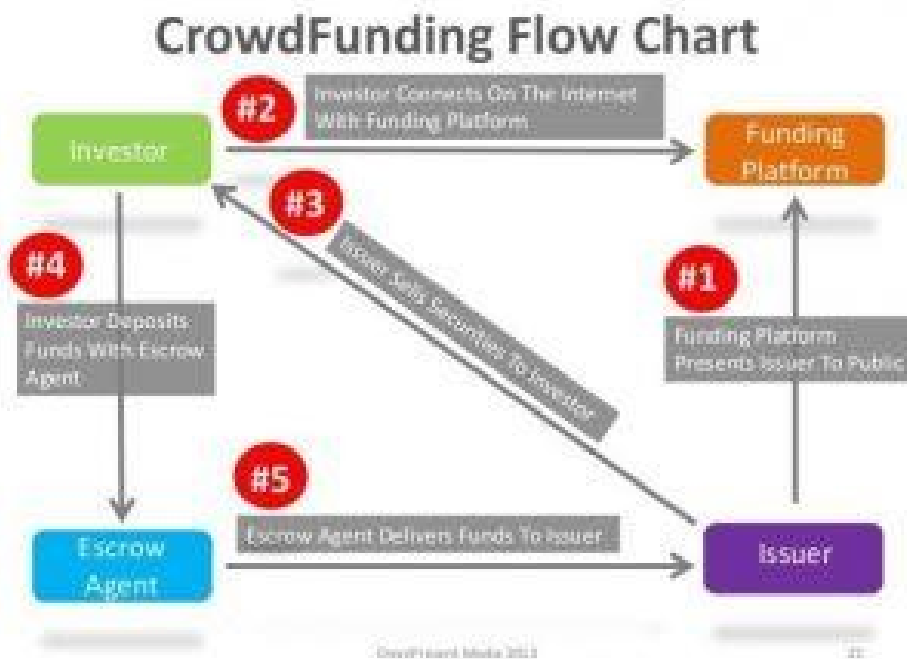 CrowdFunding Flow Chart
#2
Investor Connects On The Internet
With Funding Platform
Investor
Funding
Platform
#3
Issuer Sells Securities To Investor
#4
Investor Deposits
Funds With Escrow
Agent
#1
Funding Platform
Presents Issuer To Public
#5
Escrow Agent Delivers Funds To Issuer
Escrow
Agent
Issuer